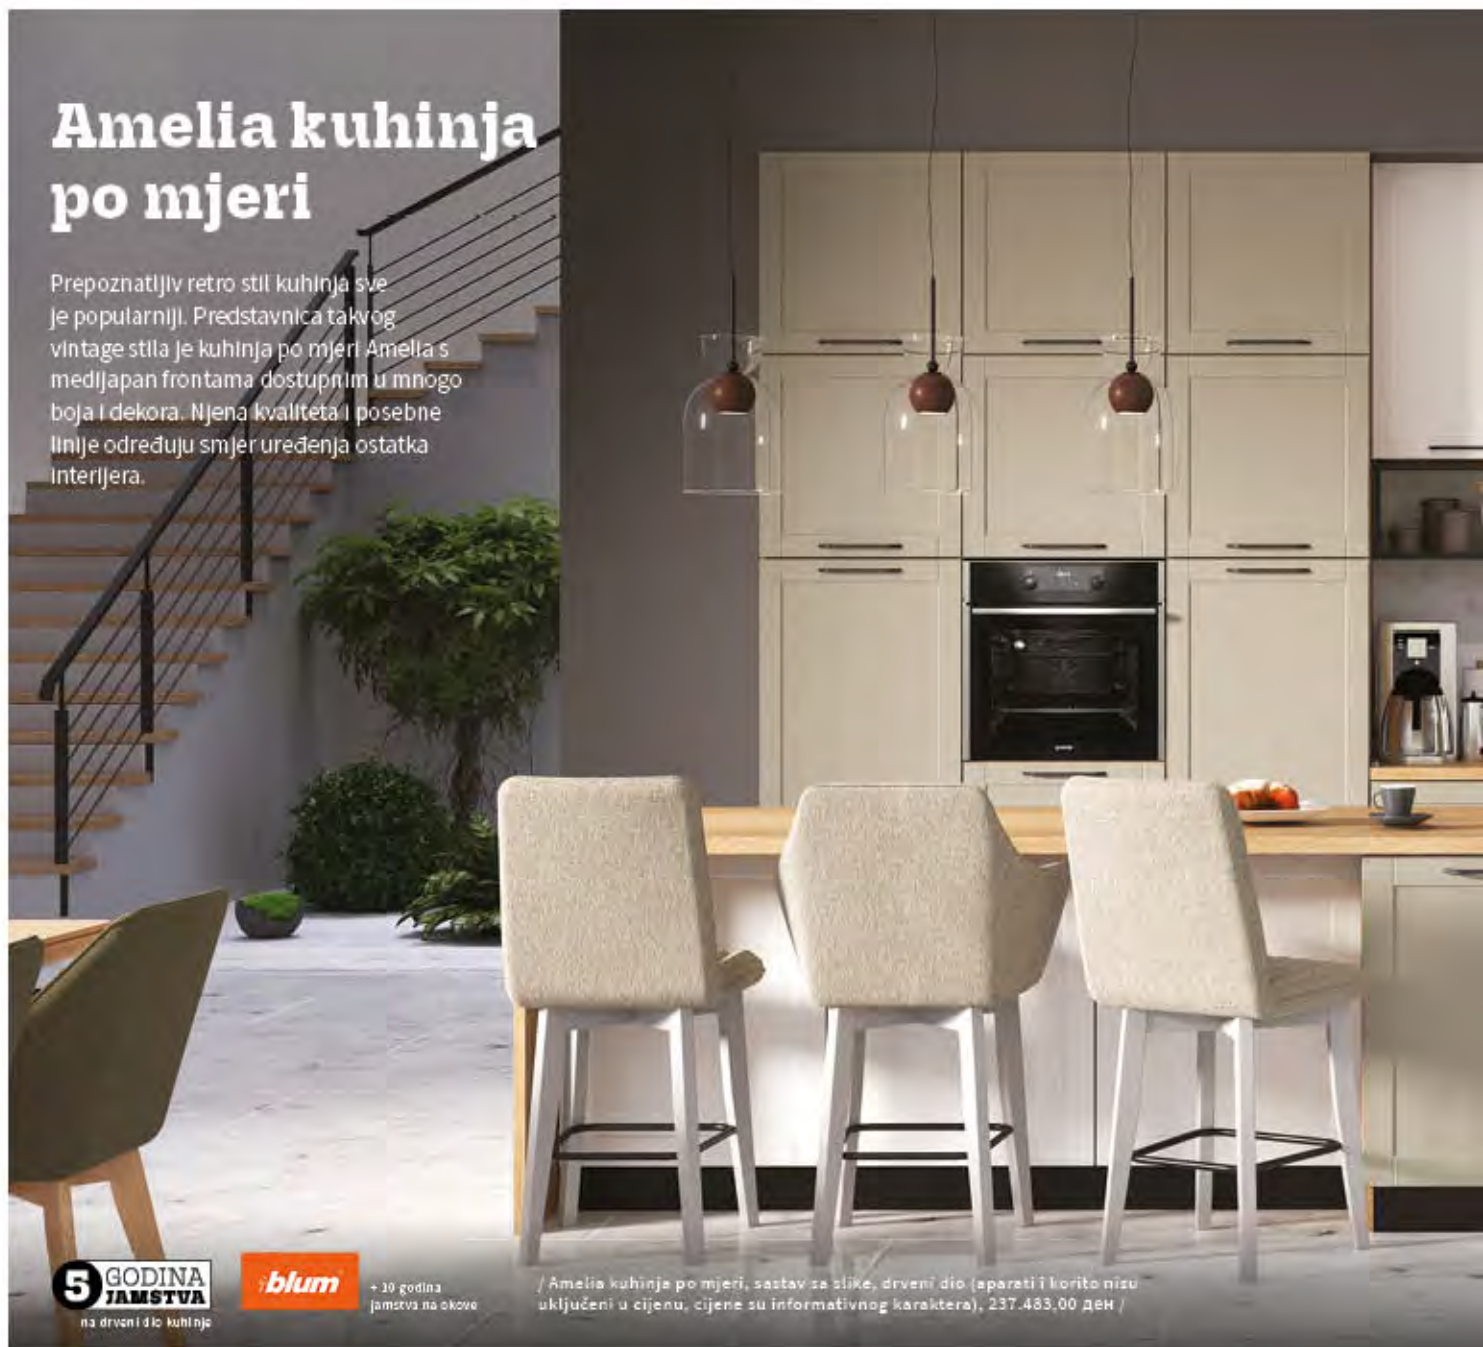 Amelia kuhinja
po mjeri
Prepoznatljiv retro stil kuhinja sve
je popularniji. Predstavnica takvog
vintage stila je kuhinja po mjeri Amelia s
medijapan frontama dostupnim u mnogo
boja i dekora. Njena kvaliteta i posebne
linije određuju smjer uređenja ostatka
interijera.
5 GODINA
JAMSTVA
na drveni dio kuhinje
blum
+ 10 godina
jamstva na okove
/ Amelia kuhinja po mjeri, sastav sa slike, drveni dio (aparati i korito nisu
uključeni u cijenu, cijene su informativnog karaktera), 237.483,00 ден /